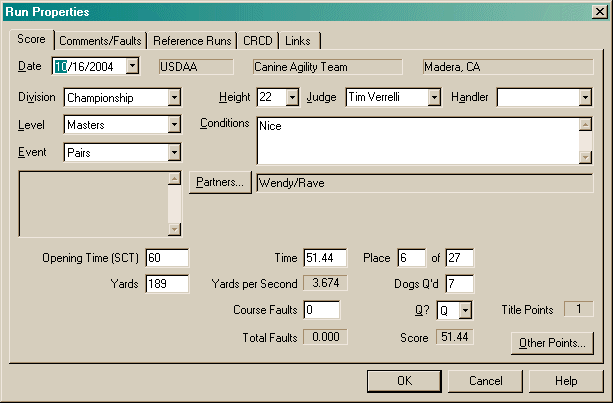 Run Properties
Score Comments/Faults Reference Runs CRCD Links
Date 10/16/2004 USDAA Canine Agility Team Madera, CA
Division Championship Height 22 Judge Tim Verrelli Handler
Level Masters Conditions Nice
Event Pairs
Partners... Wendy/Rave
Opening Time (SCT) 60 Time 51.44 Place 6 of 27
Yards 189 Yards per Second 3.674 Dogs Q'd 7
Course Faults 0 Q? Q Title Points 1
Total Faults 0.000 Score 51.44 Other Points...
OK Cancel Help